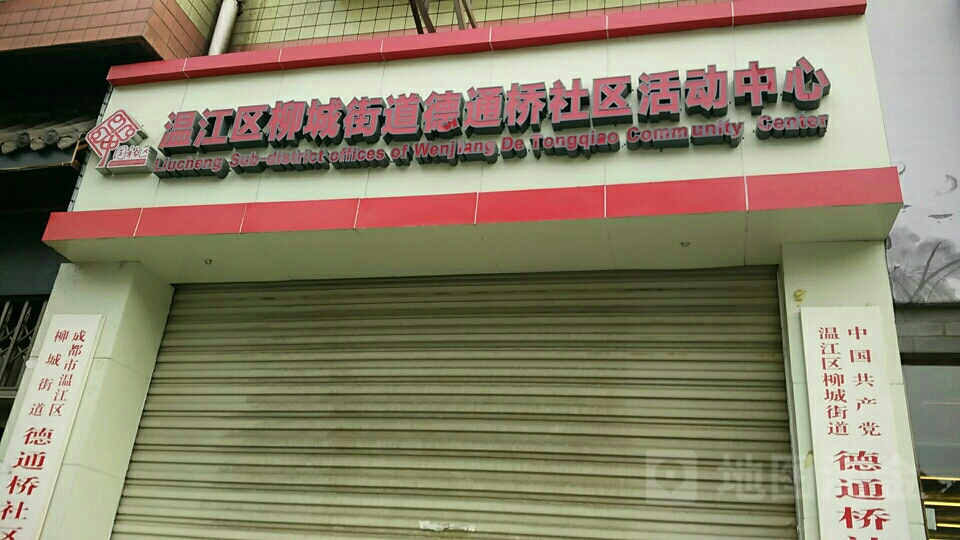 温江区柳城街道德通桥社区活动中心
Liucheng Sub-district offices of Wenjiang De Tongqiao Community Center
成都市温江区
柳城街道
德通桥社区
中国共产党
温江区柳城街道
德通桥